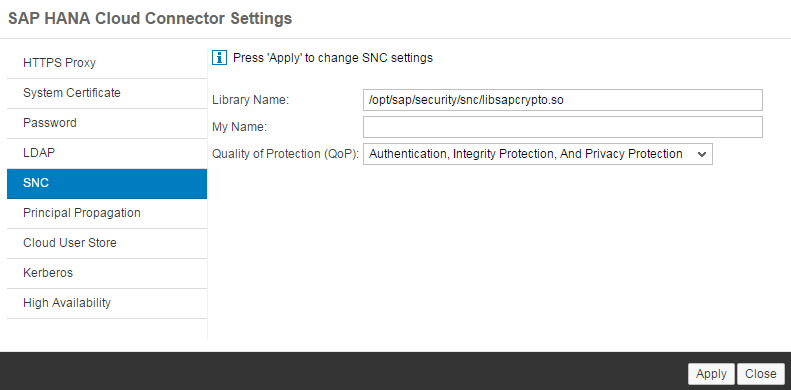 SAP HANA Cloud Connector Settings
HTTPS Proxy
System Certificate
Password
LDAP
SNC
Principal Propagation
Cloud User Store
Kerberos
High Availability
Press 'Apply' to change SNC settings
Library Name: /opt/sap/security/snc/libsapcrypto.so
My Name:
Quality of Protection (QoP): Authentication, Integrity Protection, And Privacy Protection
Apply Close